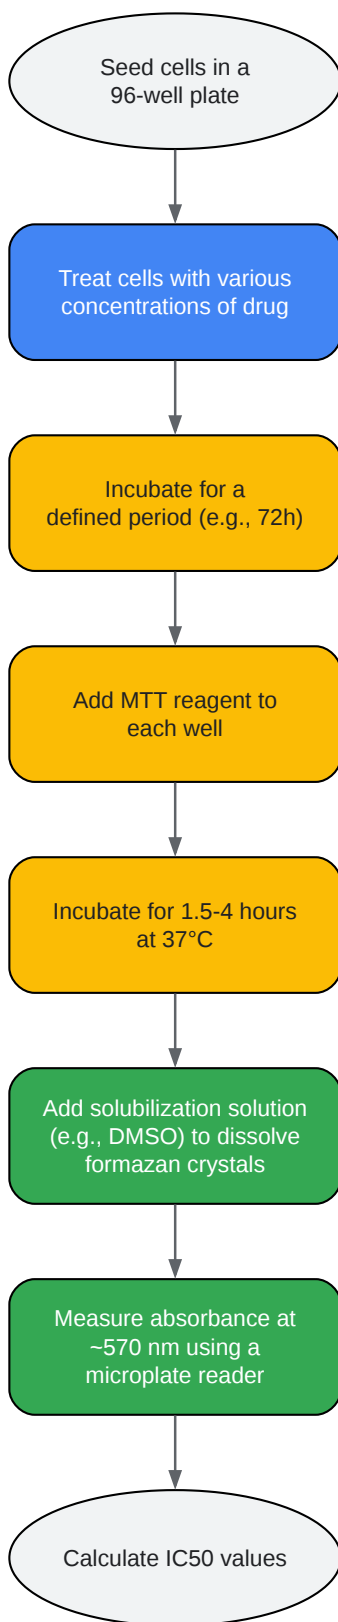 Seed cells in a
96-well plate
Treat cells with various
concentrations of drug
Incubate for a
defined period (e.g., 72h)
Add MTT reagent to
each well
Incubate for 1.5-4 hours
at 37°C
Add solubilization solution
(e.g., DMSO) to dissolve
formazan crystals
Measure absorbance at
~570 nm using a
microplate reader
Calculate IC50 values